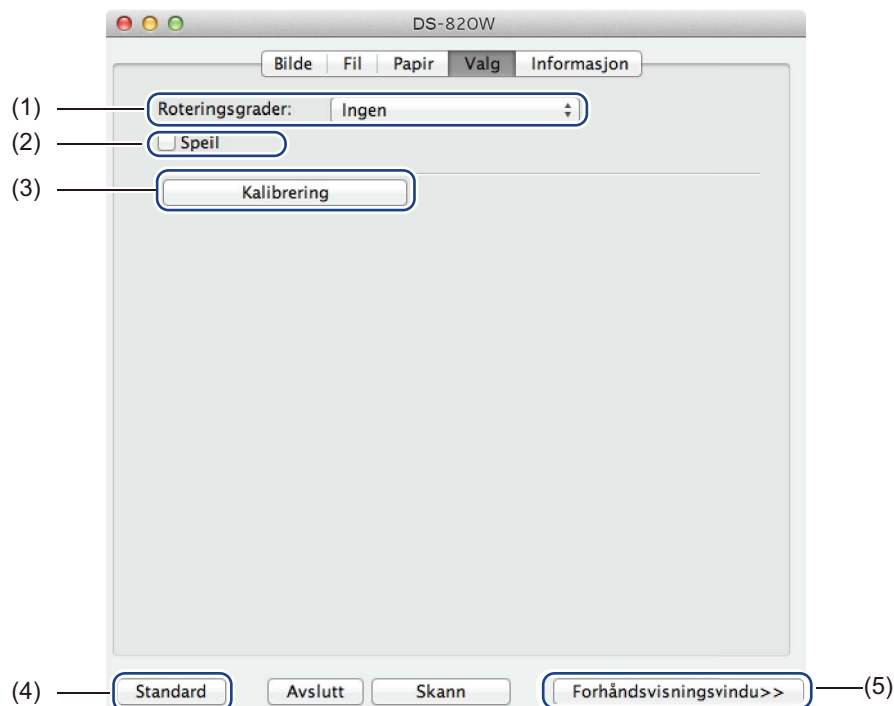 DS-820W
Bilde Fil Papir Valg Informasjon
(1) Roteringsgrader: Ingen
(2) Speil
(3) Kalibrering
(4) Standard Avslutt Skann Forhåndsvisningsvindu>> (5)